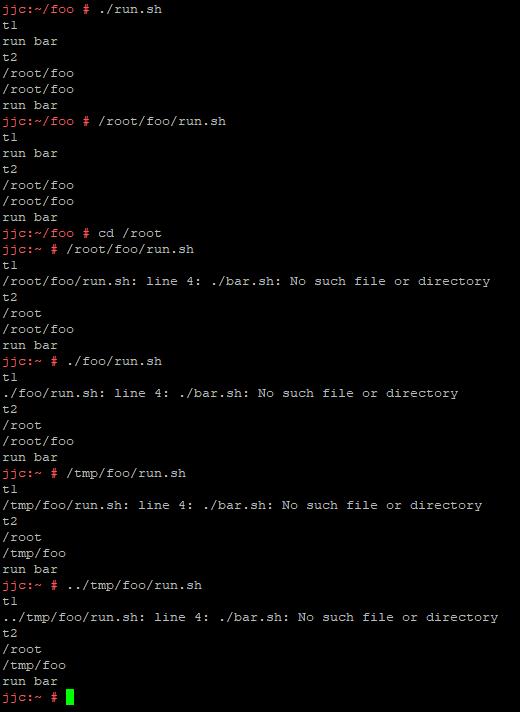 jjc:~/foo # ./run.sh
t1
run bar
t2
/root/foo
/root/foo
run bar
jjc:~/foo # /root/foo/run.sh
t1
run bar
t2
/root/foo
/root/foo
run bar
jjc:~/foo # cd /root
jjc:~ # /root/foo/run.sh
t1
/root/foo/run.sh: line 4: ./bar.sh: No such file or directory
t2
/root
/root/foo
run bar
jjc:~ # ./foo/run.sh
t1
./foo/run.sh: line 4: ./bar.sh: No such file or directory
t2
/root
/root/foo
run bar
jjc:~ # /tmp/foo/run.sh
t1
/tmp/foo/run.sh: line 4: ./bar.sh: No such file or directory
t2
/root
/tmp/foo
run bar
jjc:~ # ../tmp/foo/run.sh
t1
../tmp/foo/run.sh: line 4: ./bar.sh: No such file or directory
t2
/root
/tmp/foo
run bar
jjc:~ #